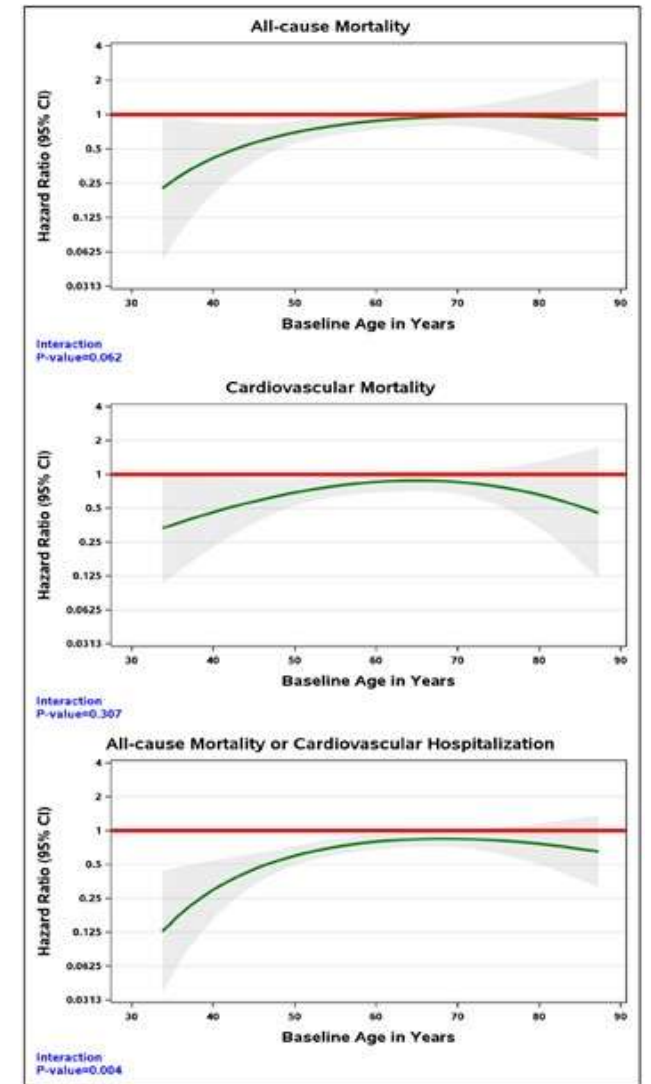 All-cause Mortality
Hazard Ratio (95% CI)
4
2
1
0.5
0.25
0.125
0.0625
0.0313
30 40 50 60 70 80 90
Baseline Age in Years
Interaction
P-value=0.062
Cardiovascular Mortality
Hazard Ratio (95% CI)
4
2
1
0.5
0.25
0.125
0.0625
0.0313
30 40 50 60 70 80 90
Baseline Age in Years
Interaction
P-value=0.307
All-cause Mortality or Cardiovascular Hospitalization
Hazard Ratio (95% CI)
4
2
1
0.5
0.25
0.125
0.0625
0.0313
30 40 50 60 70 80 90
Baseline Age in Years
Interaction
P-value=0.004